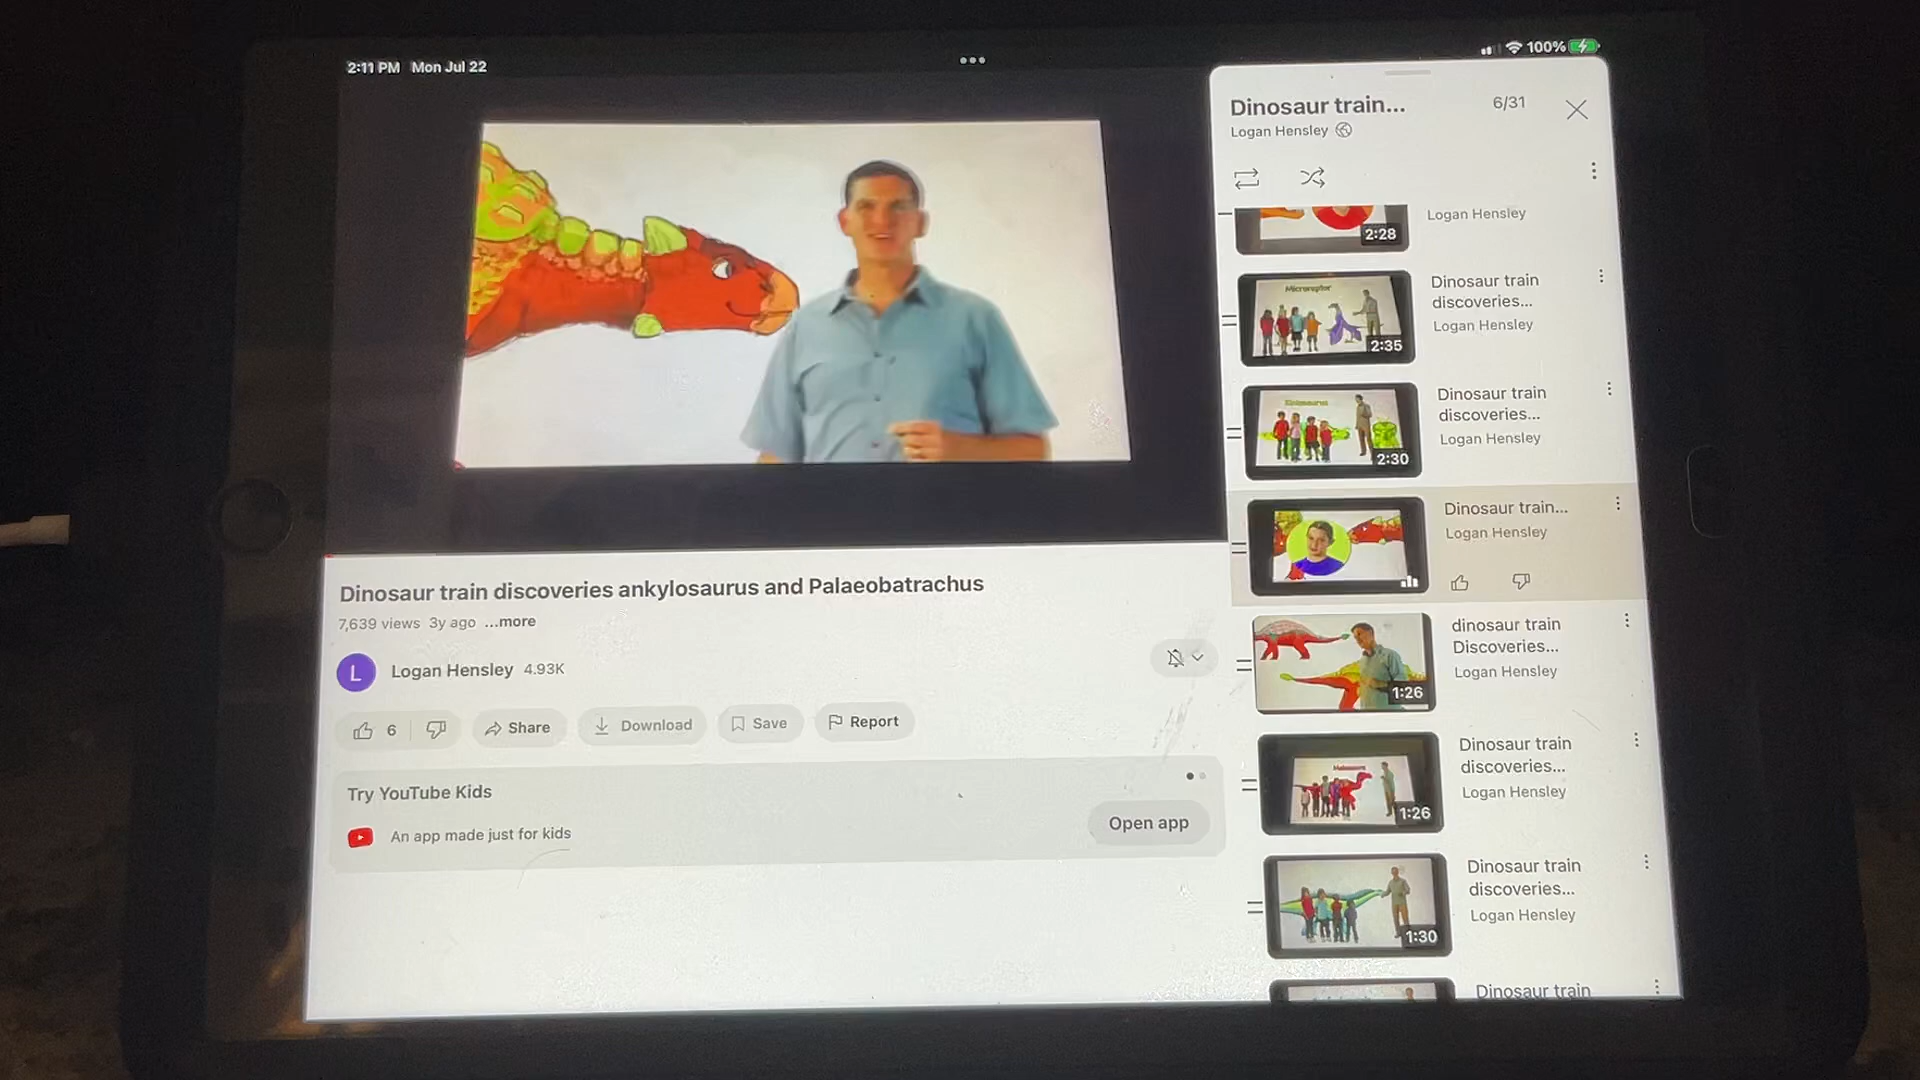 2:11 PM Mon Jul 22
100%
Dinosaur train...
6/31
Logan Hensley
Logan Hensley
2:28
Dinosaur train
discoveries...
Logan Hensley
Microraptor
2:35
Dinosaur train
discoveries...
Logan Hensley
2:30
Dinosaur train...
Logan Hensley
dinosaur train
Discoveries...
Logan Hensley
1:26
Dinosaur train
discoveries...
Logan Hensley
1:26
Dinosaur train
discoveries...
Logan Hensley
1:30
Dinosaur train
Dinosaur train discoveries ankylosaurus and Palaeobatrachus
7,639 views 3y ago ...more
L
Logan Hensley 4.93K
6
Share
Download
Save
Report
Try YouTube Kids
An app made just for kids
Open app